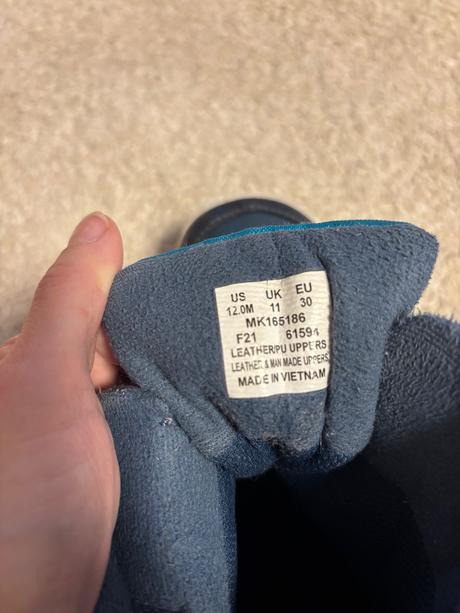 US UK EU
12.0M 11 30
MK165186
F21 61594
LEATHER/PU UPPERS
LEATHER & MAN MADE UPPERS
MADE IN VIETNAM